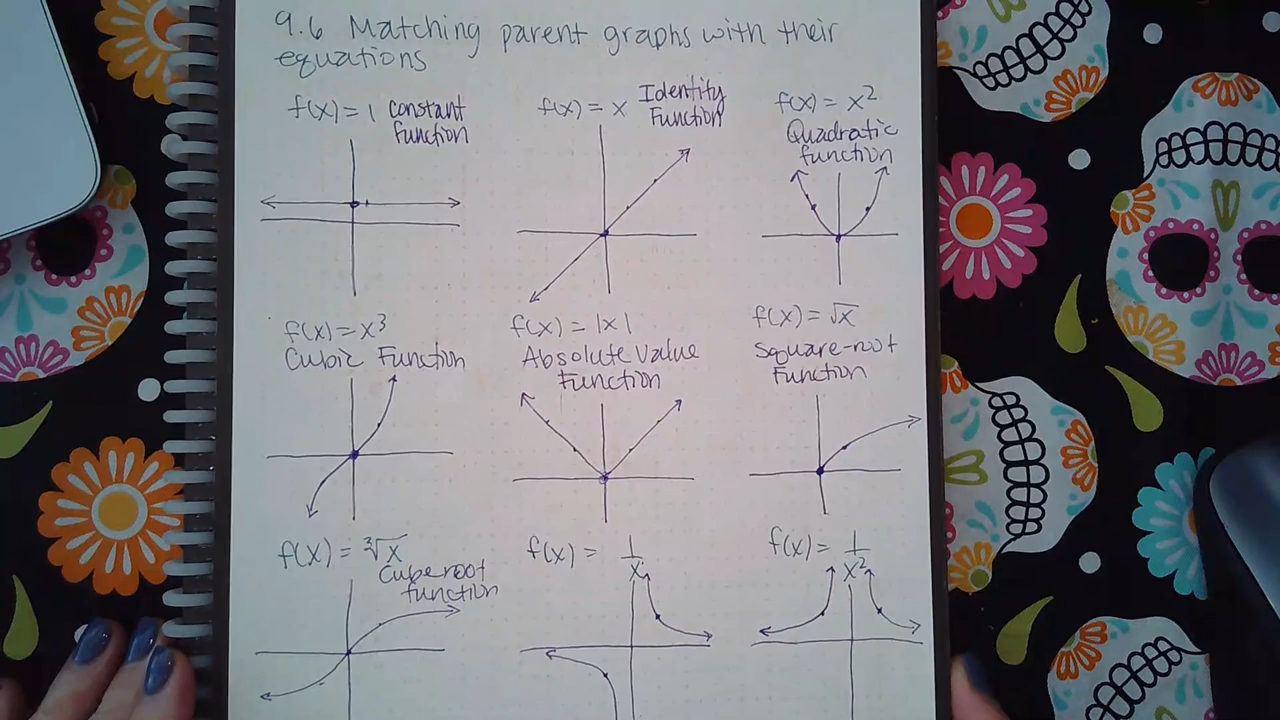 9.6 Matching parent graphs with their
equations
f(x) = 1 constant
function
f(x) = x Identity
Function
f(x) = x²
Quadratic
function
f(x) = x³
Cubic Function
f(x) = |x|
Absolute Value
Function
f(x) = √x
Square-root
Function
f(x) = ³√x
Cube root
function
f(x) = 1/x
f(x) = 1/x²